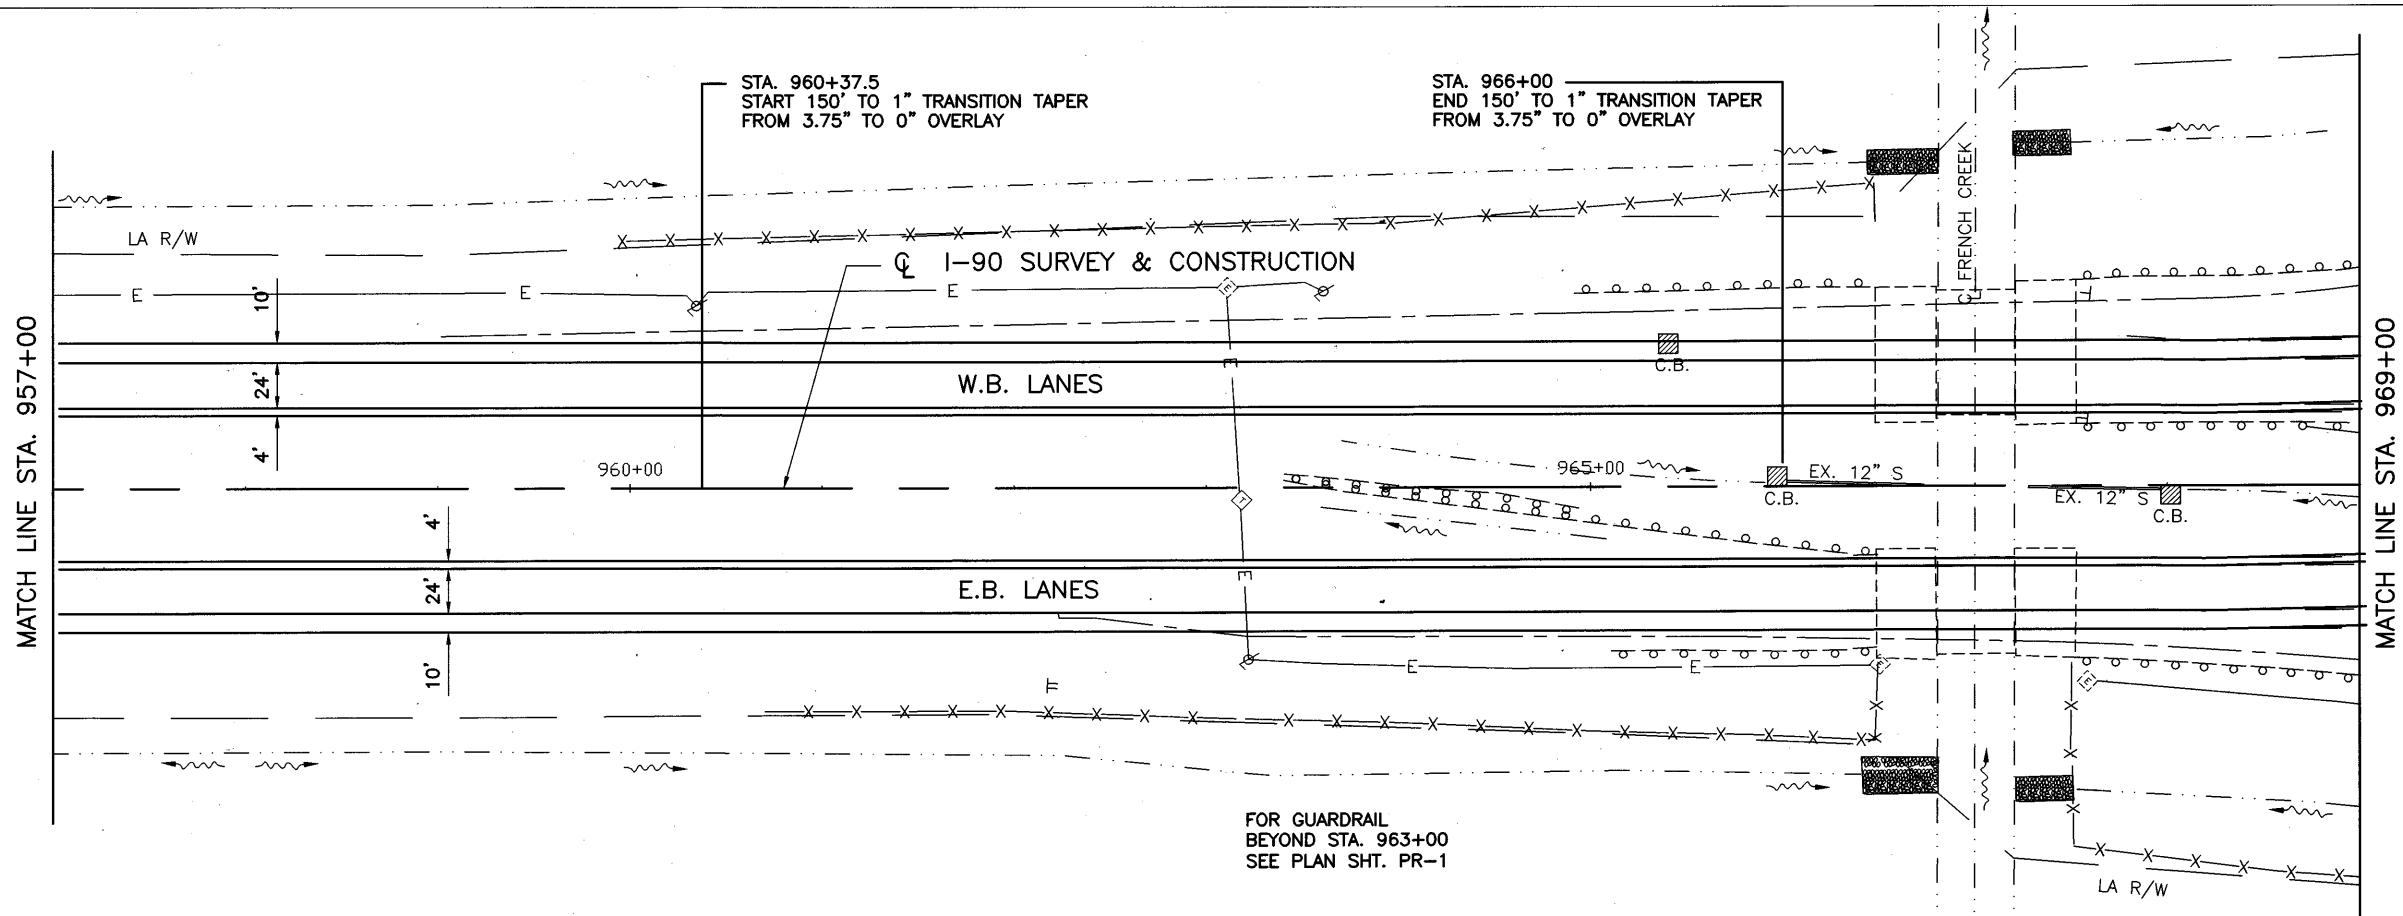 STA. 960+37.5
START 150' TO 1" TRANSITION TAPER
FROM 3.75" TO 0" OVERLAY
STA. 966+00
END 150' TO 1" TRANSITION TAPER
FROM 3.75" TO 0" OVERLAY
LA R/W
℄ I-90 SURVEY & CONSTRUCTION
℄ FRENCH CREEK
E
E
E
E
10'
E
C.B.
MATCH LINE STA. 957+00
24'
W.B. LANES
MATCH LINE STA. 969+00
4'
960+00
965+00
EX. 12" S
C.B.
EX. 12" S
C.B.
4'
E
24'
E.B. LANES
10'
E
E
E
E
FOR GUARDRAIL
BEYOND STA. 963+00
SEE PLAN SHT. PR-1
LA R/W